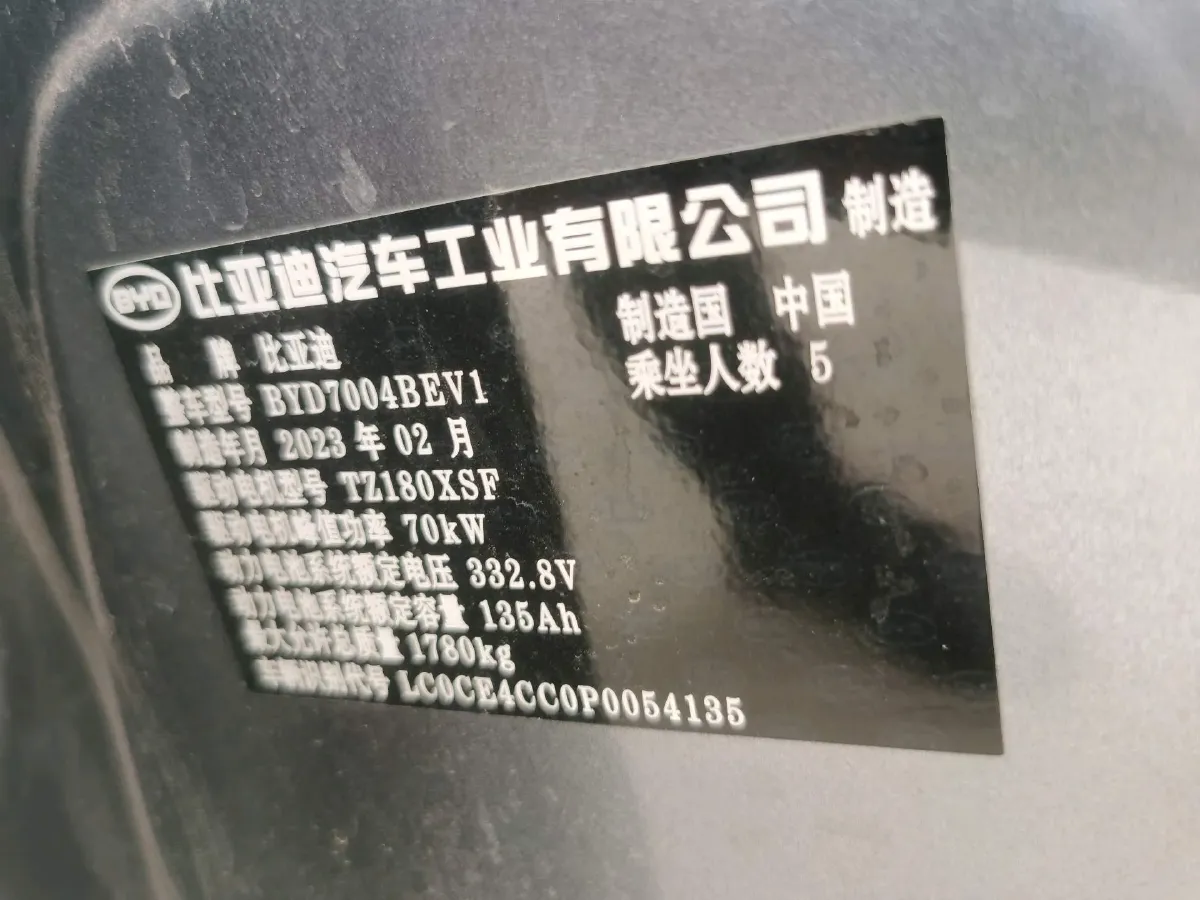 BYD 比亚迪汽车工业有限公司 制造
品牌 比亚迪
制造国 中国
整车型号 BYD7004BEV1
乘坐人数 5
制造年月 2023 年 02 月
驱动电机型号 TZ180XSF
驱动电机峰值功率 70kW
动力电池系统额定电压 332.8V
动力电池系统额定容量 135Ah
最大允许总质量 1780kg
车辆识别代号 LC0CE4CC0P0054135